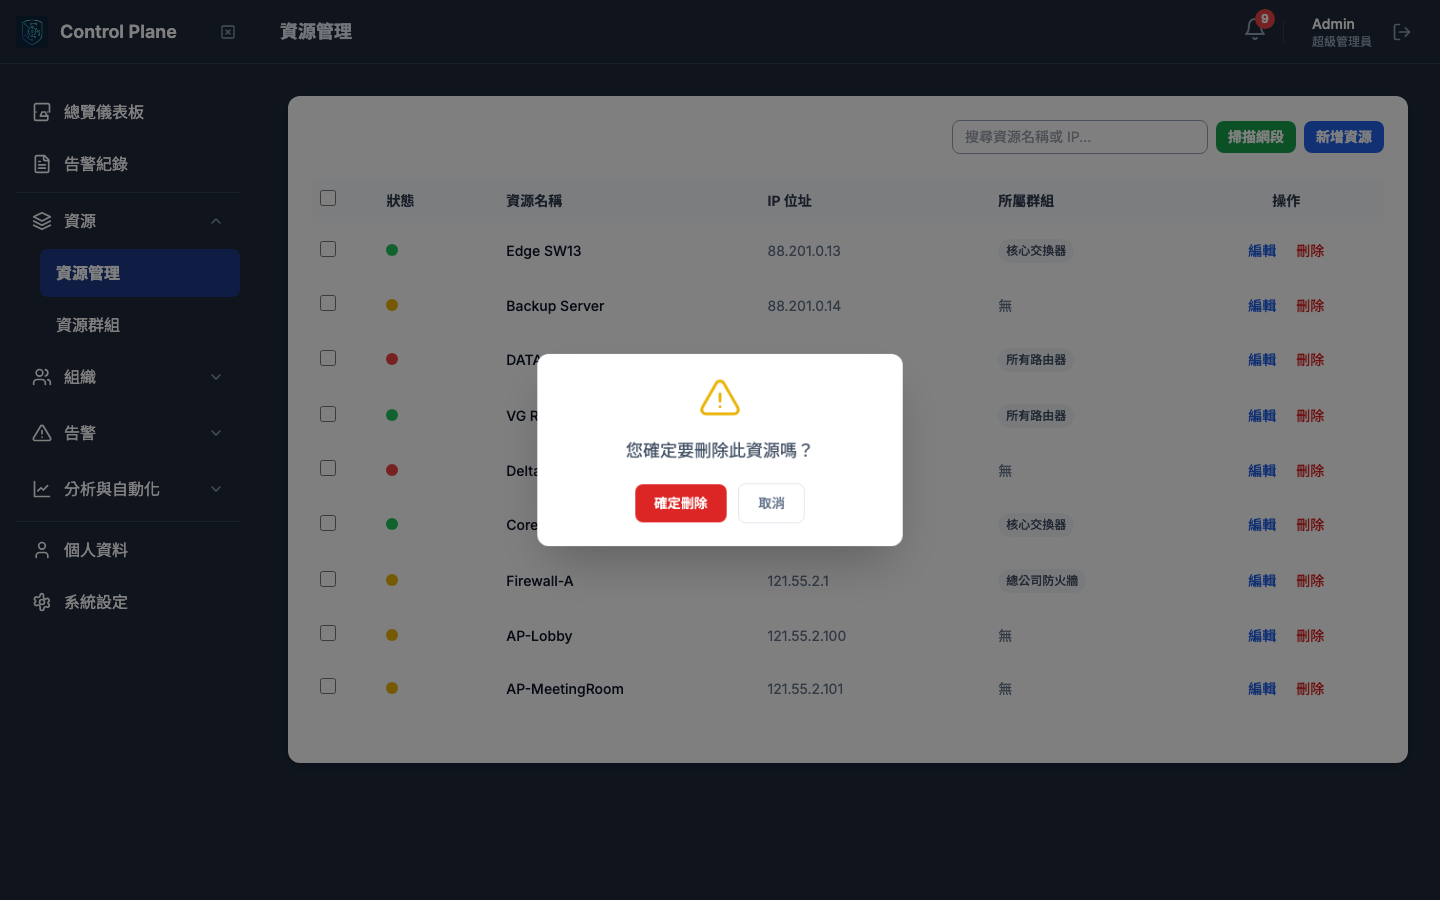 Control Plane
資源管理
9
Admin
超級管理員
總覽儀表板
告警紀錄
資源
資源管理
資源群組
組織
告警
分析與自動化
個人資料
系統設定
搜尋資源名稱或 IP...
掃描網段
新增資源
狀態 資源名稱 IP 位址 所屬群組 操作
Edge SW13 88.201.0.13 核心交換器 編輯 刪除
Backup Server 88.201.0.14 無 編輯 刪除
DATA 所有路由器 編輯 刪除
VG R 所有路由器 編輯 刪除
Delta 無 編輯 刪除
Core 核心交換器 編輯 刪除
Firewall-A 121.55.2.1 總公司防火牆 編輯 刪除
AP-Lobby 121.55.2.100 無 編輯 刪除
AP-MeetingRoom 121.55.2.101 無 編輯 刪除
您確定要刪除此資源嗎？
確定刪除
取消